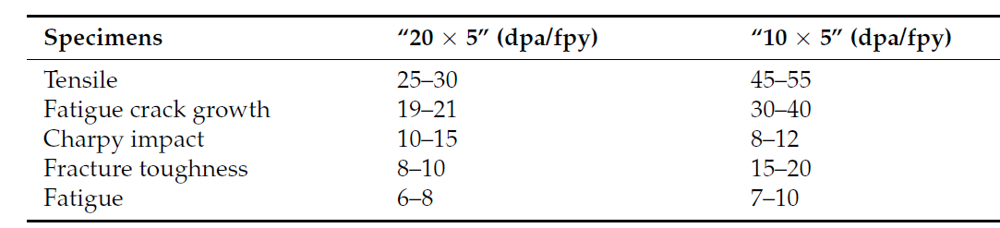 Specimens “20 × 5” (dpa/fpy) “10 × 5” (dpa/fpy)
Tensile 25–30 45–55
Fatigue crack growth 19–21 30–40
Charpy impact 10–15 8–12
Fracture toughness 8–10 15–20
Fatigue 6–8 7–10